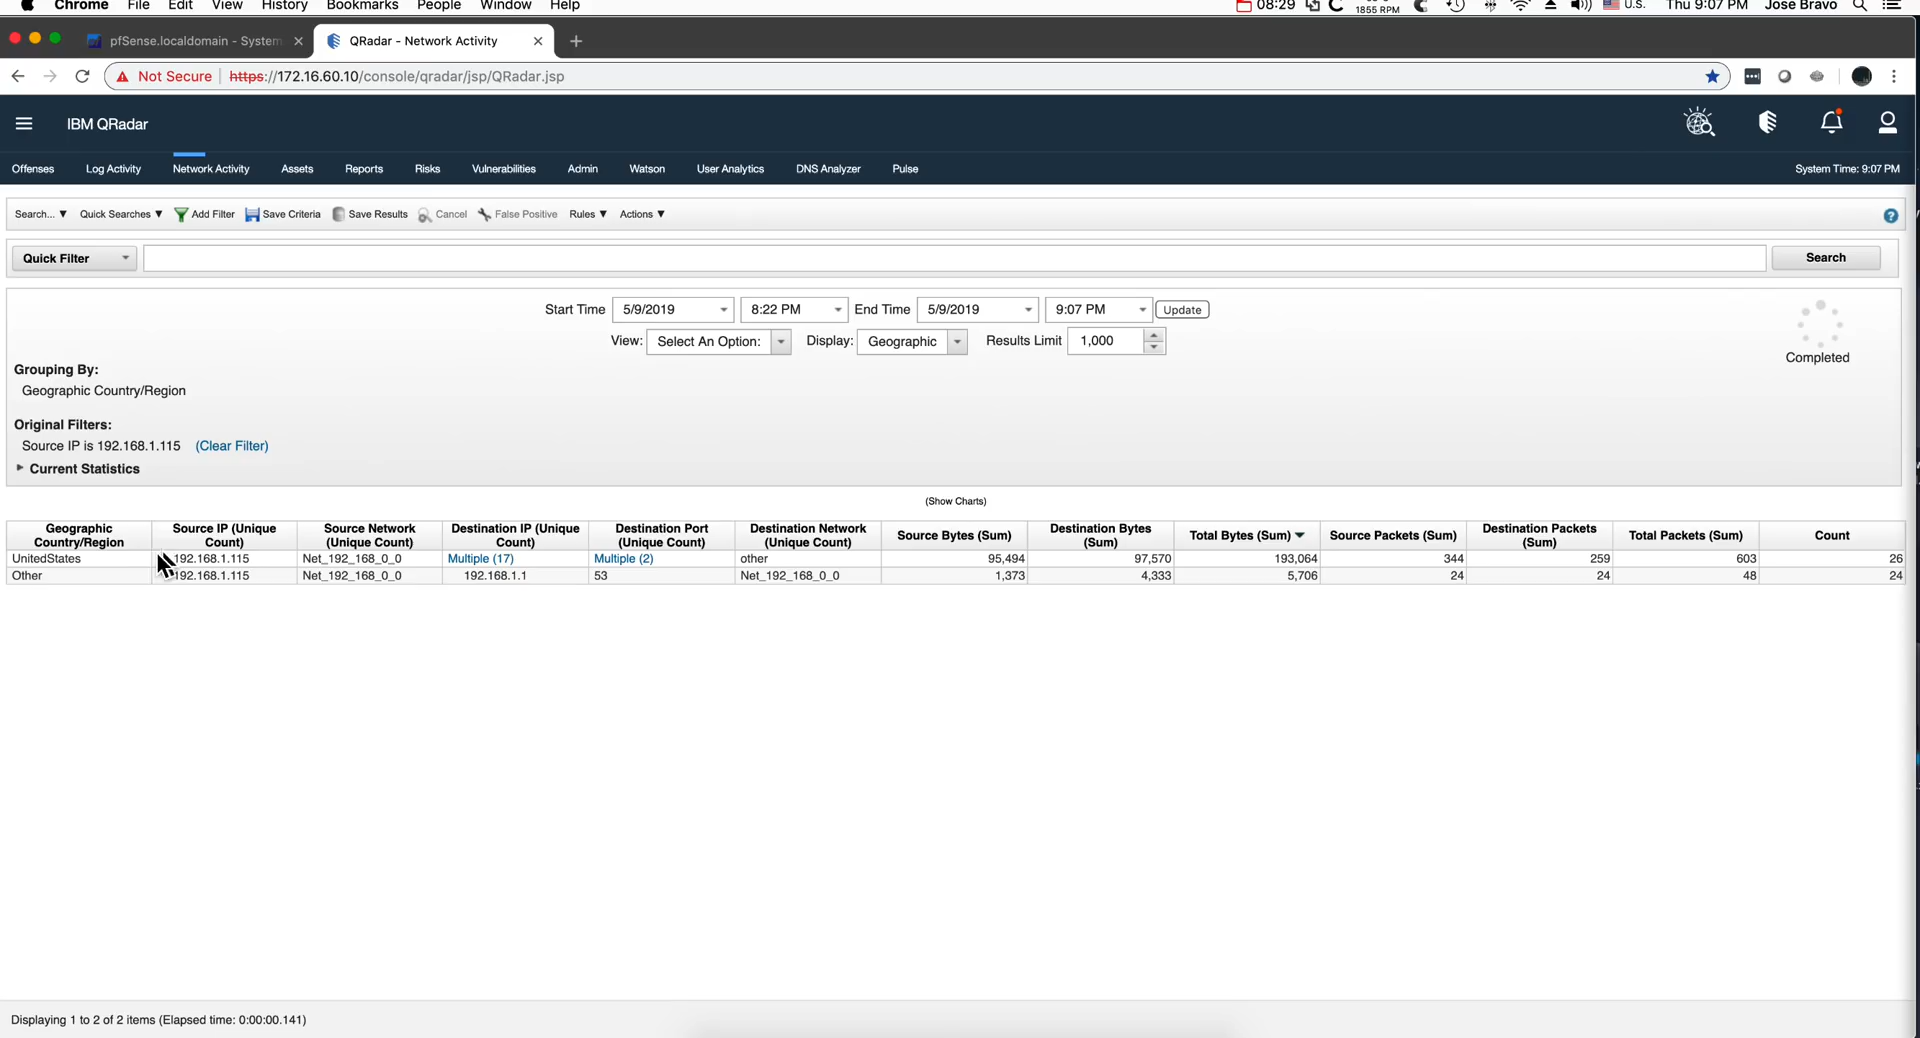 Chrome File Edit View History Bookmarks People Window Help 08:29 1855 RPM U.S. Thu 9:07 PM Jose Bravo
pfSense.localdomain - System QRadar - Network Activity
Not Secure https://172.16.60.10/console/qradar/jsp/QRadar.jsp
IBM QRadar
Offenses Log Activity Network Activity Assets Reports Risks Vulnerabilities Admin Watson User Analytics DNS Analyzer Pulse System Time: 9:07 PM
Search... Quick Searches Add Filter Save Criteria Save Results Cancel False Positive Rules Actions
Quick Filter Search
Start Time 5/9/2019 8:22 PM End Time 5/9/2019 9:07 PM Update
View: Select An Option: Display: Geographic Results Limit 1,000
Completed
Grouping By:
Geographic Country/Region
Original Filters:
Source IP is 192.168.1.115 (Clear Filter)
Current Statistics
(Show Charts)
Geographic Country/Region Source IP (Unique Count) Source Network (Unique Count) Destination IP (Unique Count) Destination Port (Unique Count) Destination Network (Unique Count) Source Bytes (Sum) Destination Bytes (Sum) Total Bytes (Sum) Source Packets (Sum) Destination Packets (Sum) Total Packets (Sum) Count
UnitedStates 192.168.1.115 Net_192_168_0_0 Multiple (17) Multiple (2) other 95,494 97,570 193,064 344 259 603 26
Other 192.168.1.115 Net_192_168_0_0 192.168.1.1 53 Net_192_168_0_0 1,373 4,333 5,706 24 24 48 24
Displaying 1 to 2 of 2 items (Elapsed time: 0:00:00.141)